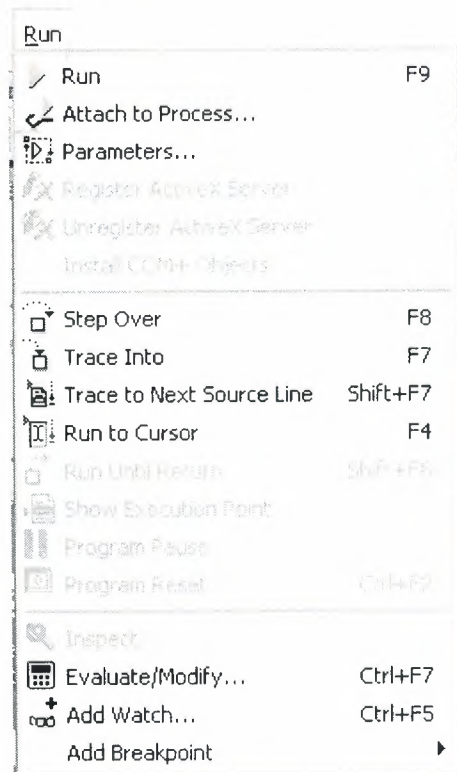 Run
Run F9
Attach to Process...
Parameters...
Register ActiveX Server
Unregister ActiveX Server
Install COM+ Objects
Step Over F8
Trace Into F7
Trace to Next Source Line Shift+F7
Run to Cursor F4
Run Until Return Shift+F8
Show Execution Point
Program Pause
Program Reset Ctrl+F2
Inspect...
Evaluate/Modify... Ctrl+F7
Add Watch... Ctrl+F5
Add Breakpoint